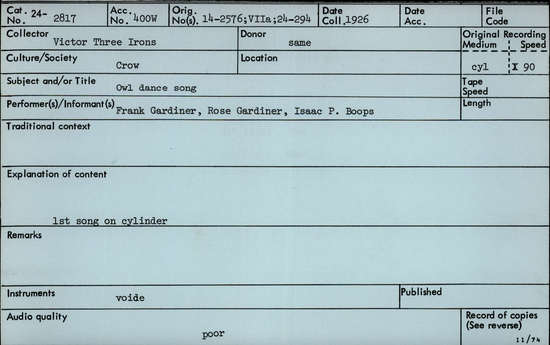 Cat. 24- 2817 Acc. No. 400W Orig. No(s). 14-2576;VIIa;24-294 Date Coll. 1926 Date Acc. File Code
Collector Victor Three Irons Donor same Original Recording
Medium Speed
Culture/Society Crow Location cyl I 90
Subject and/or Title Owl dance song Tape Speed
Performer(s)/Informant(s) Frank Gardiner, Rose Gardiner, Isaac P. Boops Length
Traditional context
Explanation of content
1st song on cylinder
Remarks
Instruments voide Published
Audio quality poor Record of copies
(See reverse)
11/74